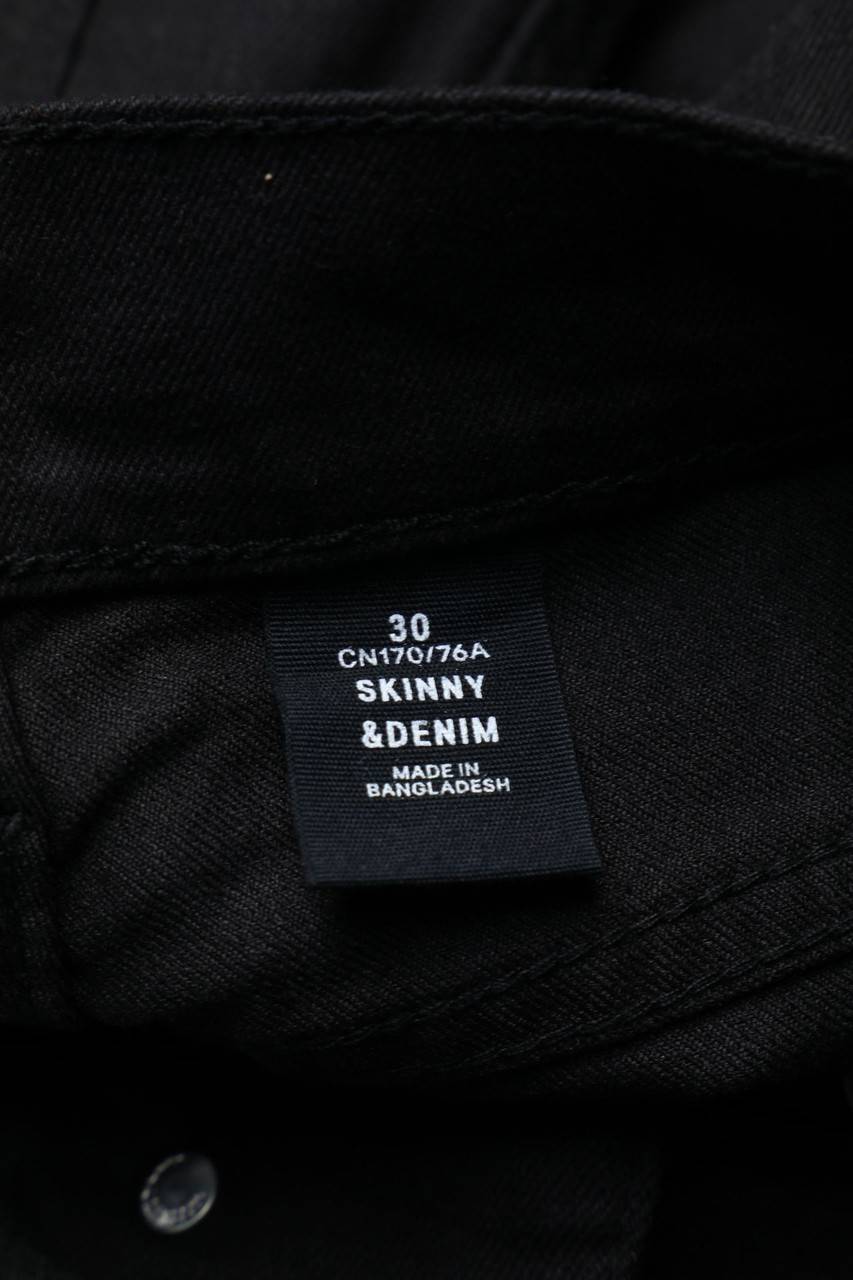 30
CN170/76A
SKINNY
&DENIM
MADE IN
BANGLADESH